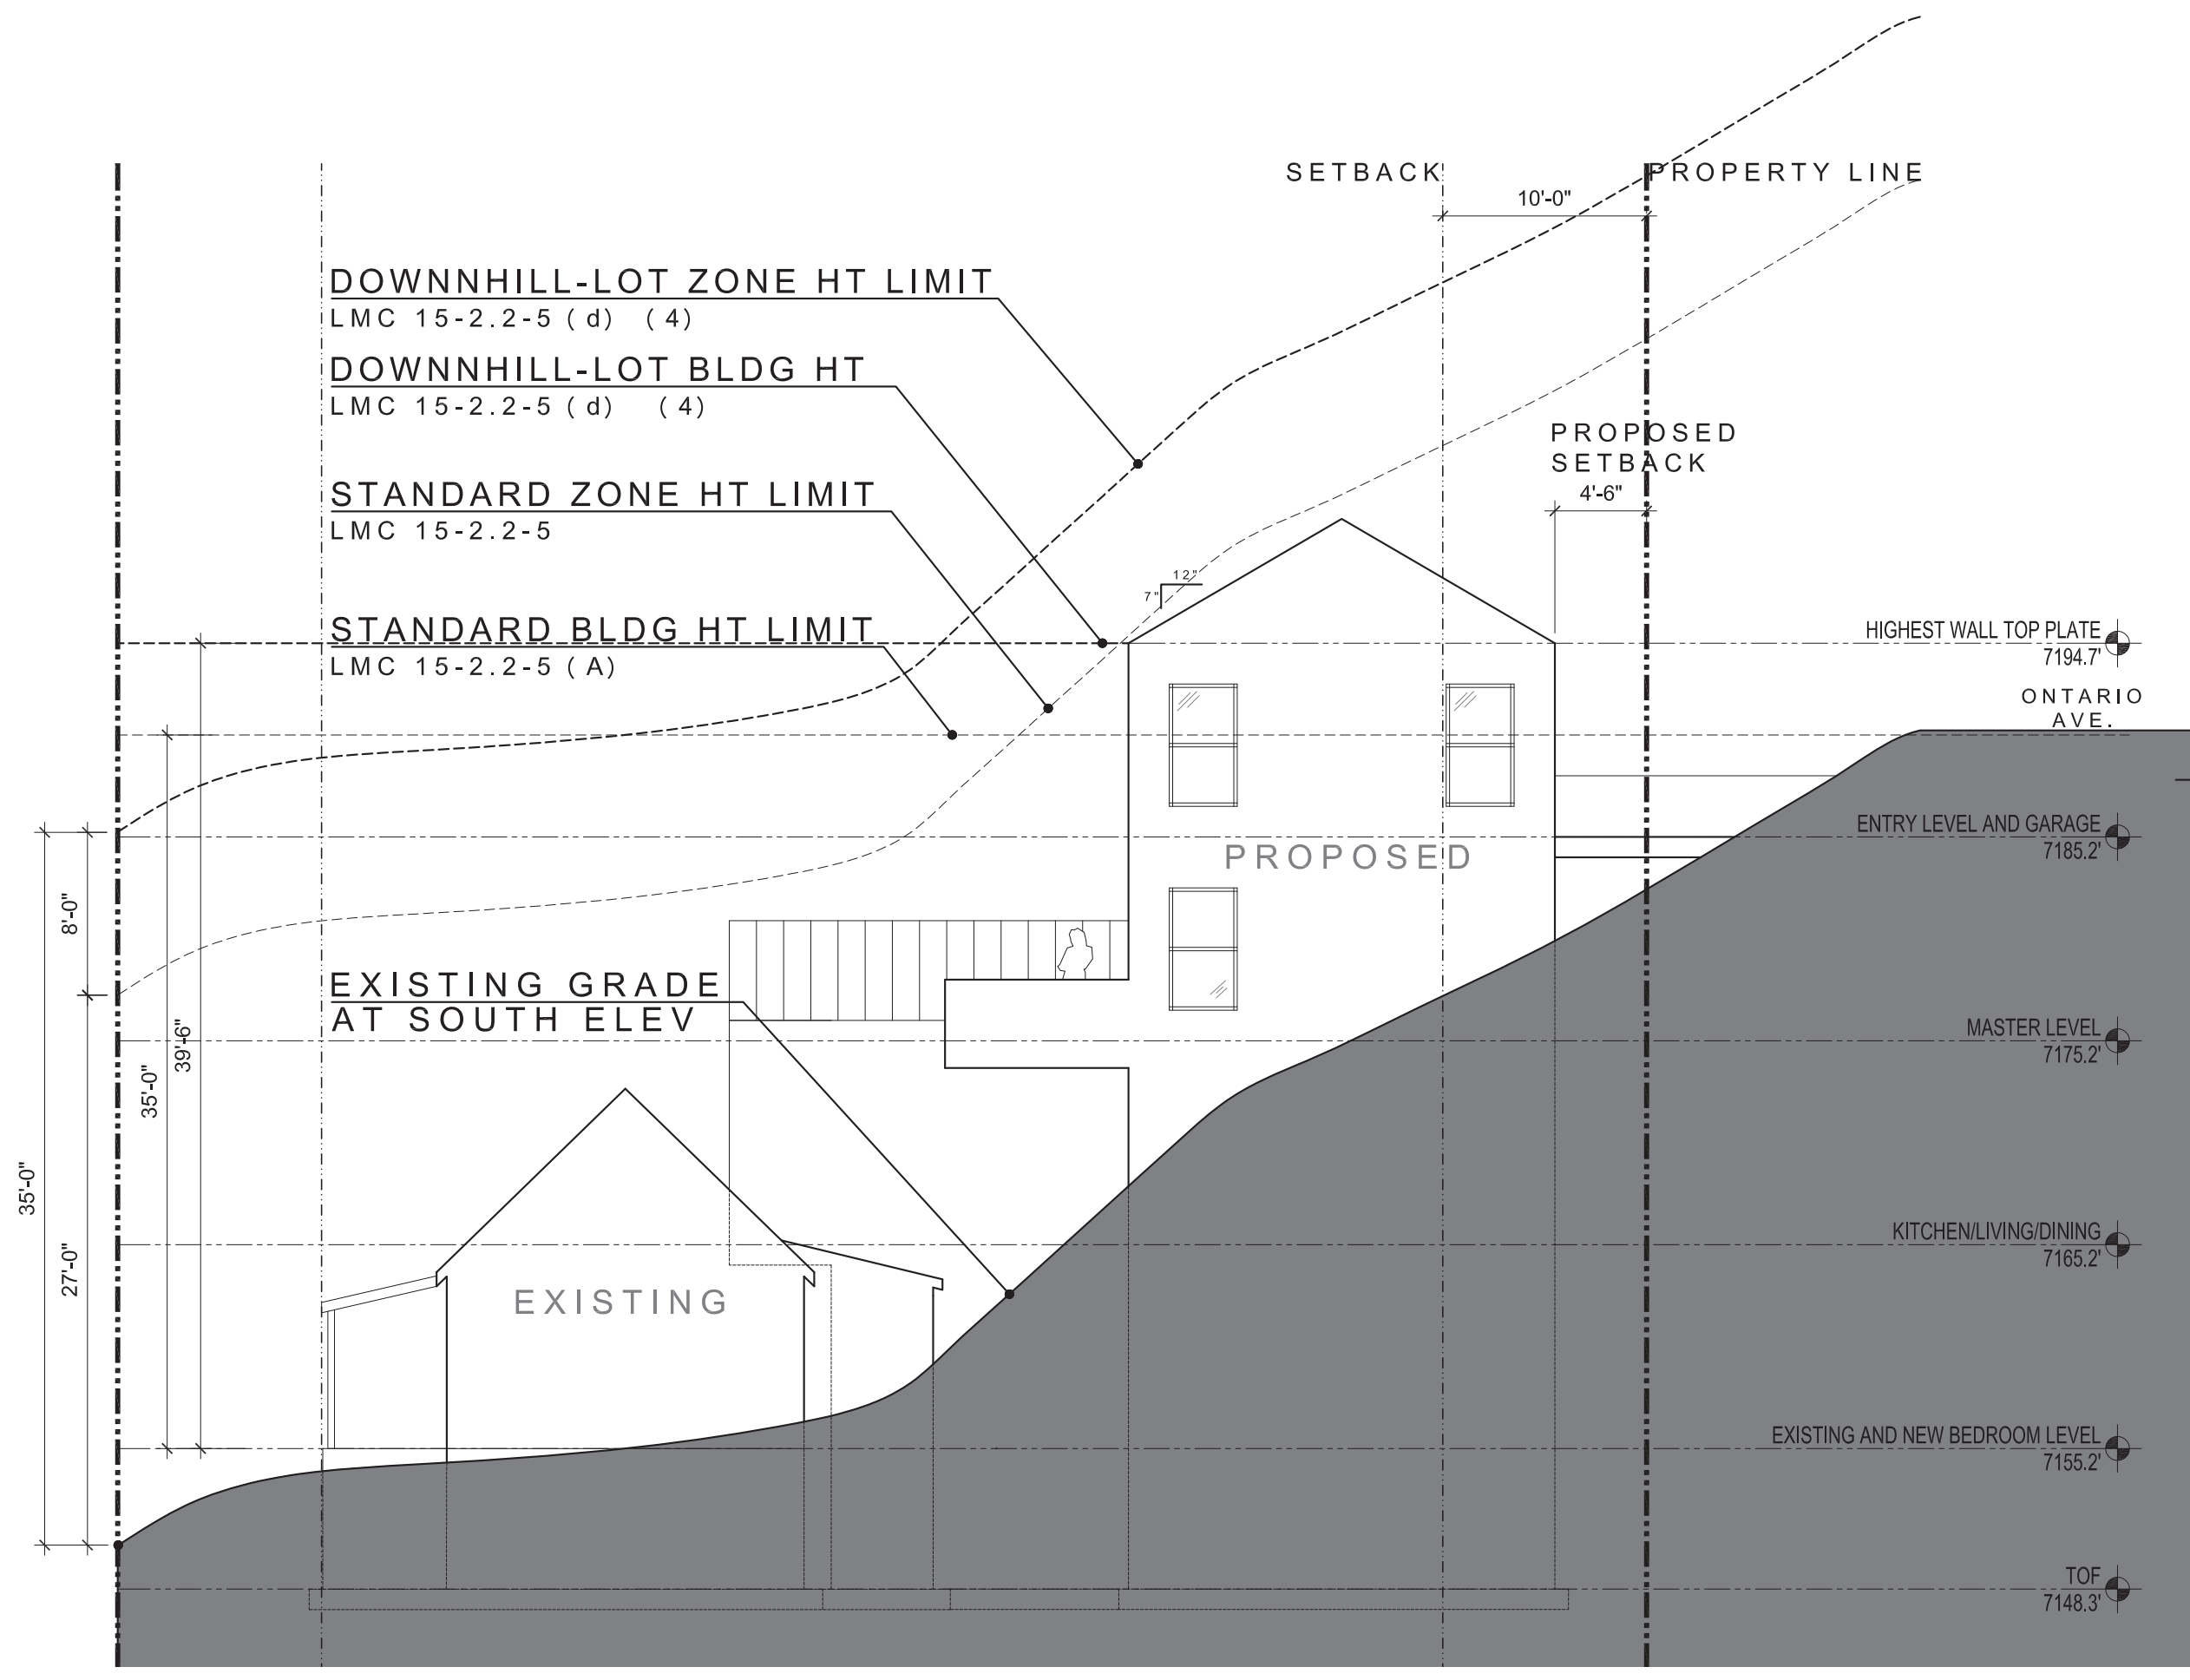 SETBACK
PROPERTY LINE
10'-0"
DOWNNHILL-LOT ZONE HT LIMIT
LMC 15-2.2-5 (d) (4)
DOWNNHILL-LOT BLDG HT
LMC 15-2.2-5 (d) (4)
PROPOSED
SETBACK
4'-6"
STANDARD ZONE HT LIMIT
LMC 15-2.2-5
12"
7"
STANDARD BLDG HT LIMIT
LMC 15-2.2-5 (A)
HIGHEST WALL TOP PLATE
7194.7'
ONTARIO
AVE.
ENTRY LEVEL AND GARAGE
7185.2'
PROPOSED
8'-0"
EXISTING GRADE
AT SOUTH ELEV
39'-6"
35'-0"
MASTER LEVEL
7175.2'
35'-0"
27'-0"
KITCHEN/LIVING/DINING
7165.2'
EXISTING
EXISTING AND NEW BEDROOM LEVEL
7155.2'
TOF
7148.3'